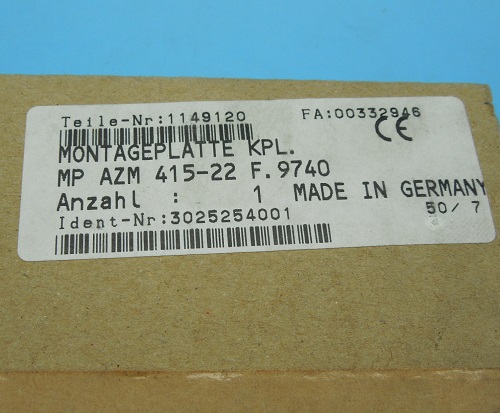 Teile-Nr:1149120 FA:00332946
CE
MONTAGEPLATTE KPL.
MP AZM 415-22 F.9740
Anzahl : 1 MADE IN GERMANY
Ident-Nr:3025254001 50/ 7